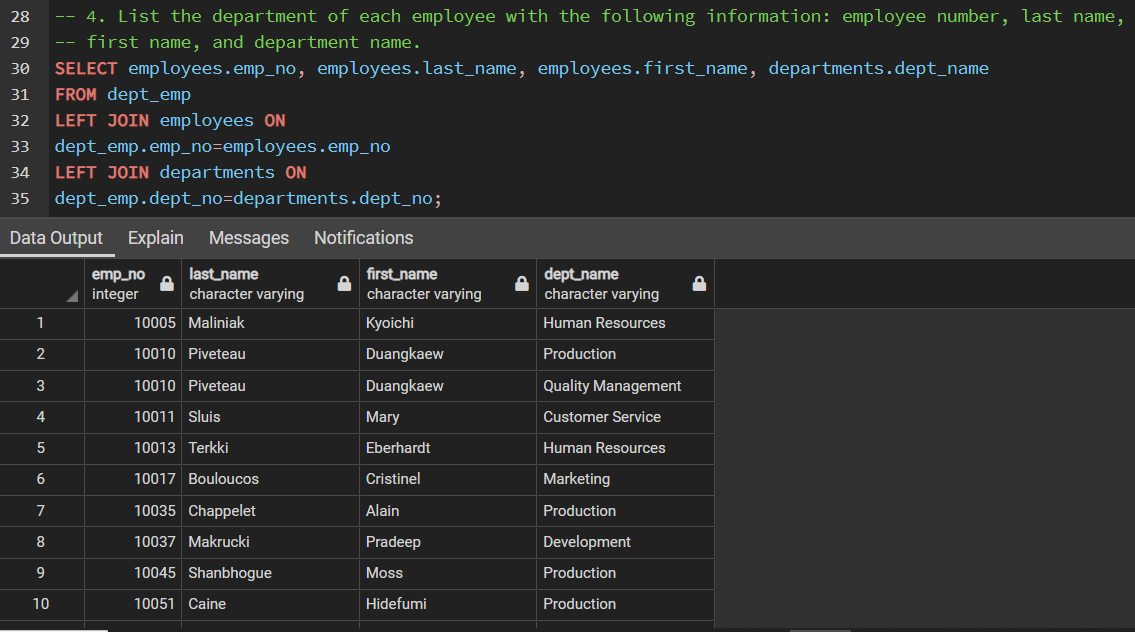 28 -- 4. List the department of each employee with the following information: employee number, last name,
29 -- first name, and department name.
30 SELECT employees.emp_no, employees.last_name, employees.first_name, departments.dept_name
31 FROM dept_emp
32 LEFT JOIN employees ON
33 dept_emp.emp_no=employees.emp_no
34 LEFT JOIN departments ON
35 dept_emp.dept_no=departments.dept_no;
Data Output Explain Messages Notifications
emp_no last_name first_name dept_name
integer character varying character varying character varying
1 10005 Maliniak Kyoichi Human Resources
2 10010 Piveteau Duangkaew Production
3 10010 Piveteau Duangkaew Quality Management
4 10011 Sluis Mary Customer Service
5 10013 Terkki Eberhardt Human Resources
6 10017 Bouloucos Cristinel Marketing
7 10035 Chappelet Alain Production
8 10037 Makrucki Pradeep Development
9 10045 Shanbhogue Moss Production
10 10051 Caine Hidefumi Production